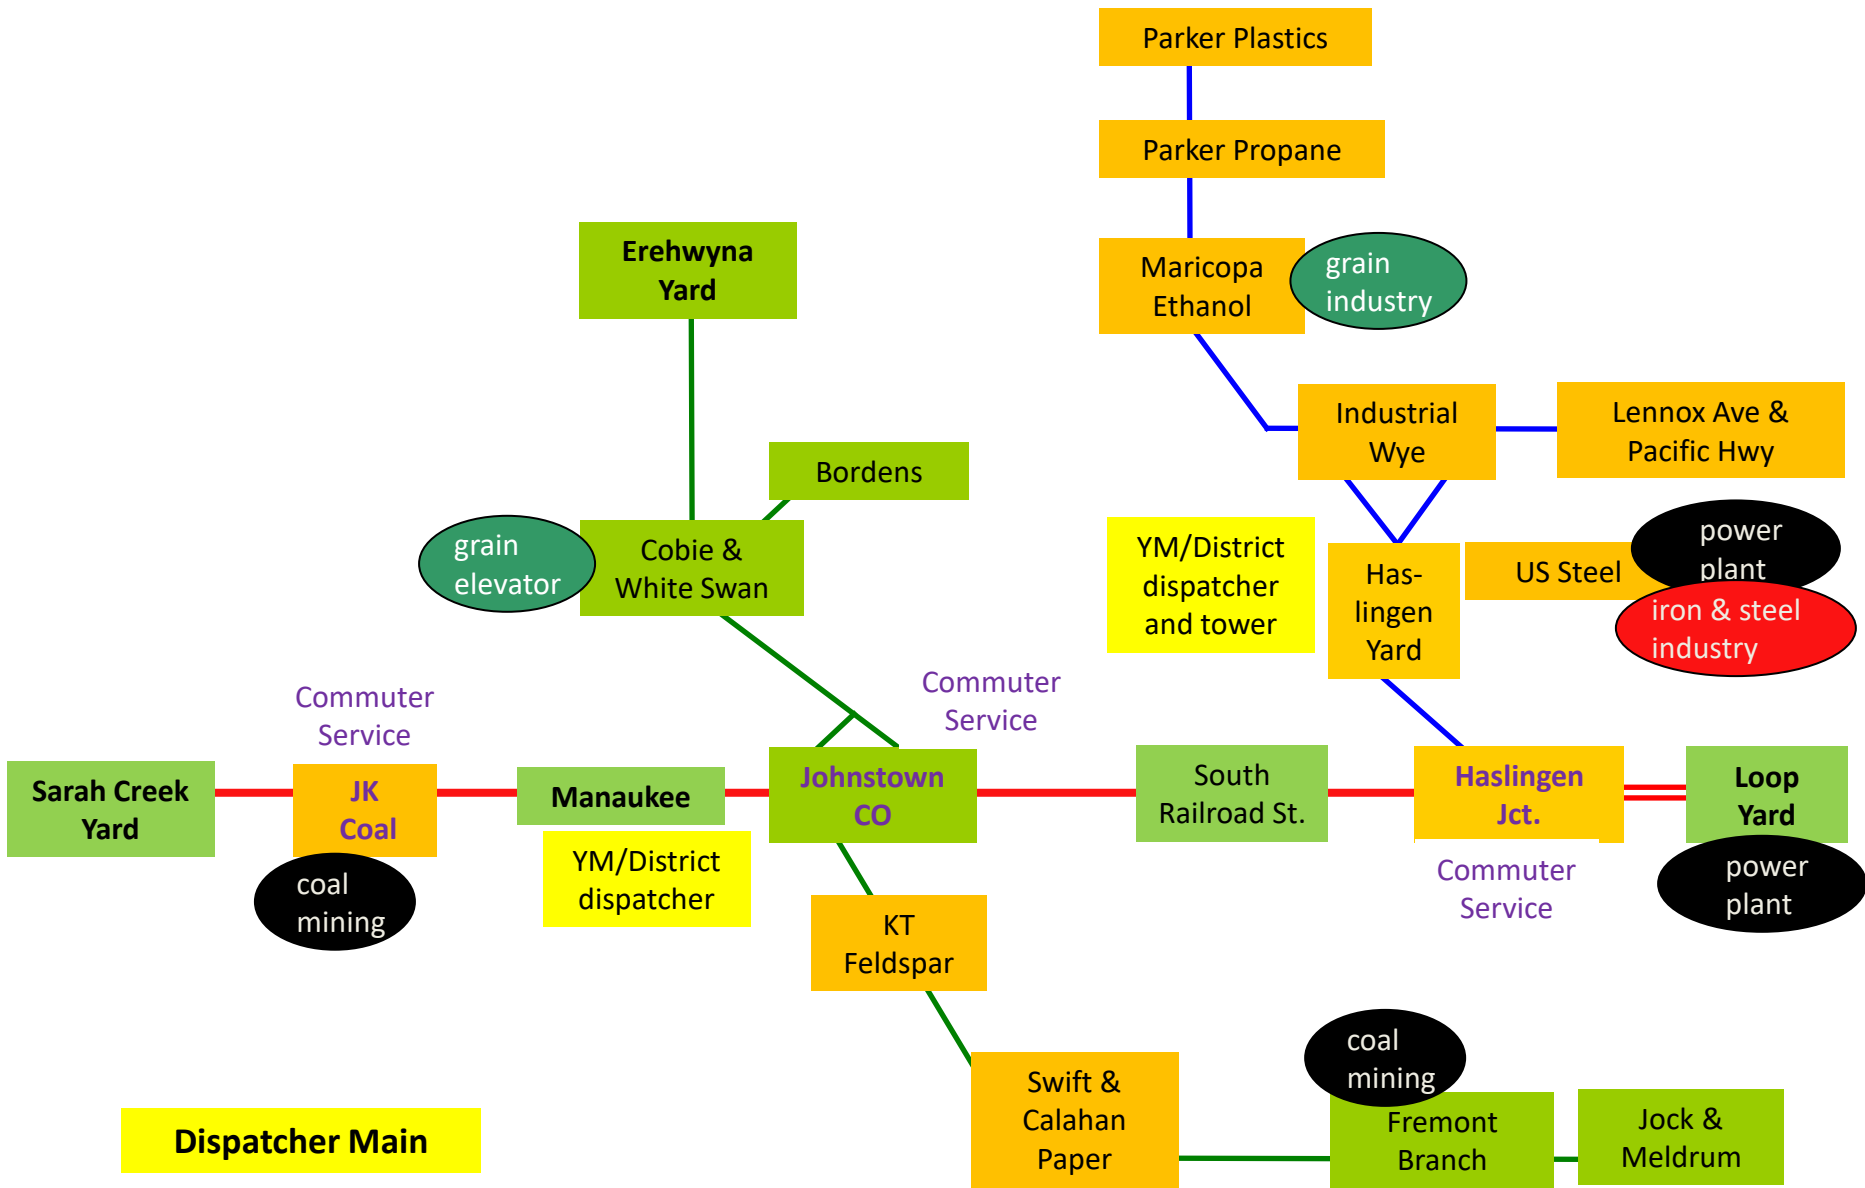 Parker Plastics
Parker Propane
Maricopa
Ethanol
grain
industry
Erehwyna
Yard
Industrial
Wye
Lennox Ave &
Pacific Hwy
Bordens
grain
elevator
Cobie &
White Swan
YM/District
dispatcher
and tower
Has-
lingen
Yard
US Steel
power
plant
iron & steel
industry
Commuter
Service
Commuter
Service
Sarah Creek
Yard
JK
Coal
coal
mining
Manaukee
YM/District
dispatcher
Johnstown
CO
South
Railroad St.
Haslingen
Jct.
Commuter
Service
Loop
Yard
power
plant
KT
Feldspar
Swift &
Calahan
Paper
coal
mining
Fremont
Branch
Jock &
Meldrum
Dispatcher Main